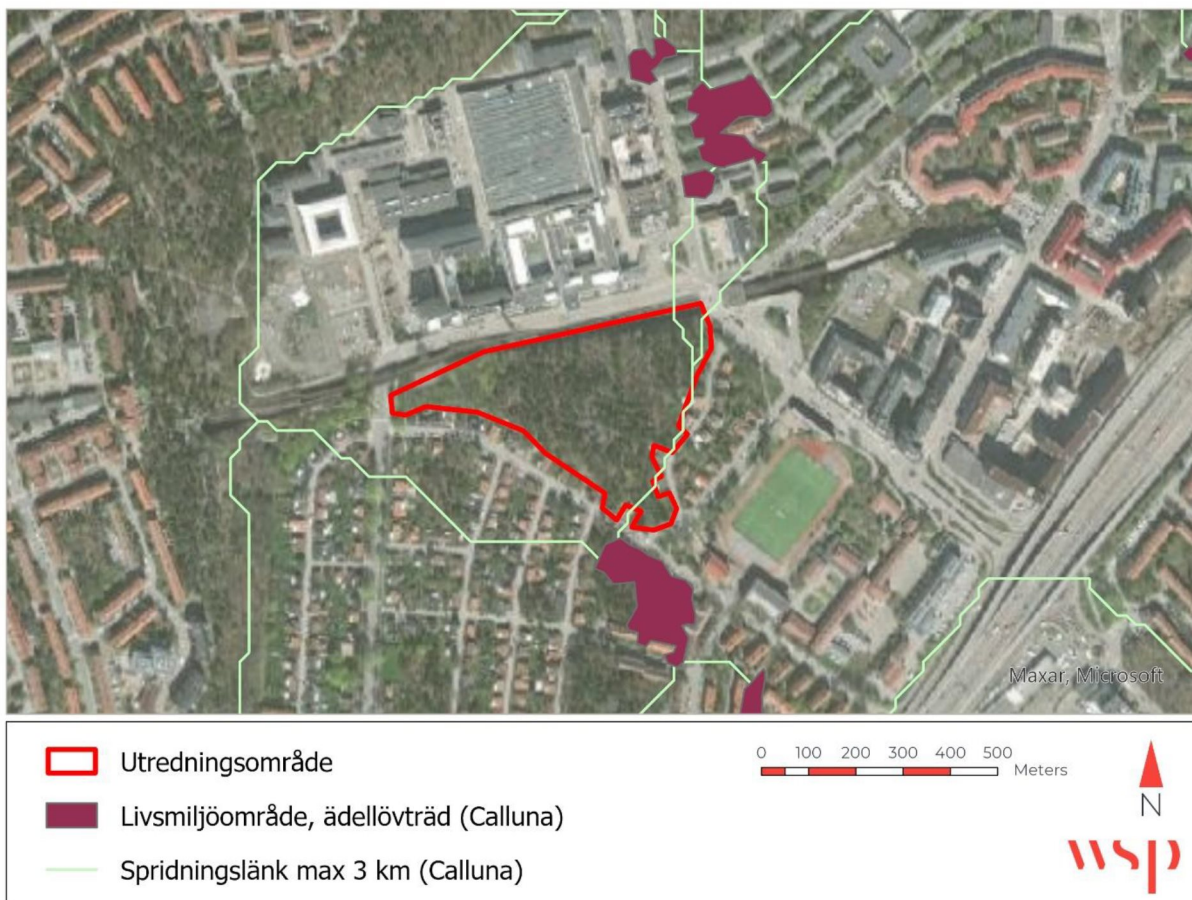 Maxar, Microsoft
Utredningsområde
Livsmiljöområde, ädellövträd (Calluna)
Spridningslänk max 3 km (Calluna)
0 100 200 300 400 500
Meters
N
wsp